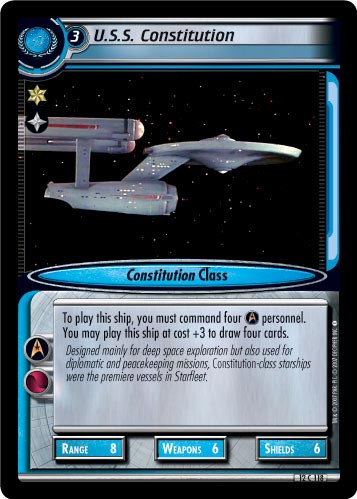 3 U.S.S. Constitution
Constitution Class
To play this ship, you must command four personnel.
You may play this ship at cost +3 to draw four cards.
Designed mainly for deep space exploration but also used for
diplomatic and peacekeeping missions, Constitution-class starships
were the premiere vessels in Starfleet.
RANGE 8 WEAPONS 6 SHIELDS 6
12 C 118